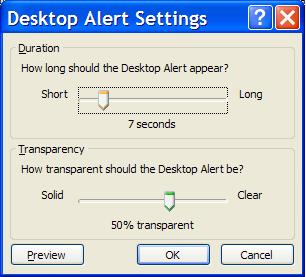 Desktop Alert Settings
Duration
How long should the Desktop Alert appear?
Short Long
7 seconds
Transparency
How transparent should the Desktop Alert be?
Solid Clear
50% transparent
Preview OK Cancel